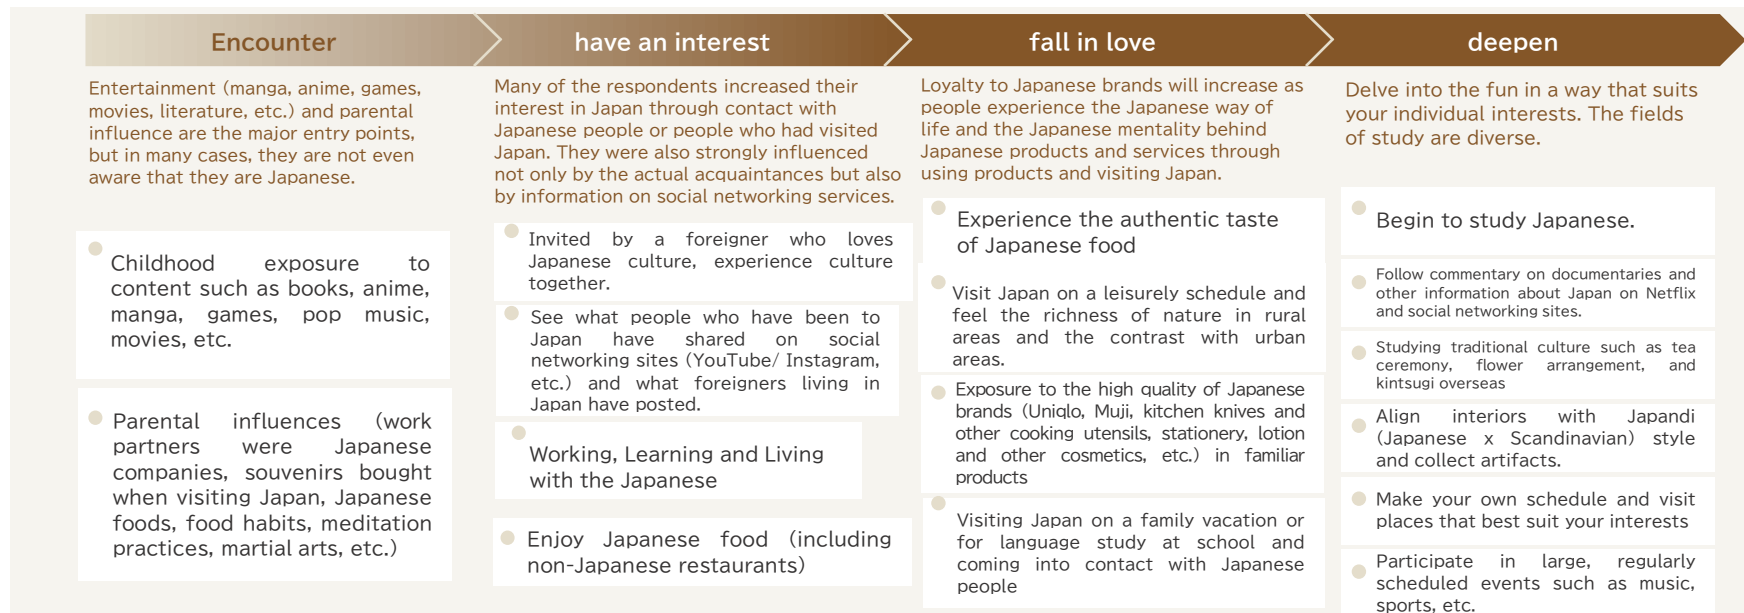 Encounter
Entertainment (manga, anime, games,
movies, literature, etc.) and parental
influence are the major entry points,
but in many cases, they are not even
aware that they are Japanese.
Childhood exposure to
content such as books, anime,
manga, games, pop music,
movies, etc.
Parental influences (work
partners were Japanese
companies, souvenirs bought
when visiting Japan, Japanese
foods, food habits, meditation
practices, martial arts, etc.)
have an interest
Many of the respondents increased their
interest in Japan through contact with
Japanese people or people who had visited
Japan. They were also strongly influenced
not only by the actual acquaintances but also
by information on social networking services.
Invited by a foreigner who loves
Japanese culture, experience culture
together.
See what people who have been to
Japan have shared on social
networking sites (YouTube/ Instagram,
etc.) and what foreigners living in
Japan have posted.
Working, Learning and Living
with the Japanese
Enjoy Japanese food (including
non-Japanese restaurants)
fall in love
Loyalty to Japanese brands will increase as
people experience the Japanese way of
life and the Japanese mentality behind
Japanese products and services through
using products and visiting Japan.
Experience the authentic taste
of Japanese food
Visit Japan on a leisurely schedule and
feel the richness of nature in rural
areas and the contrast with urban
areas.
Exposure to the high quality of Japanese
brands (Uniqlo, Muji, kitchen knives and
other cooking utensils, stationery, lotion
and other cosmetics, etc.) in familiar
products
Visiting Japan on a family vacation or
for language study at school and
coming into contact with Japanese
people
deepen
Delve into the fun in a way that suits
your individual interests. The fields
of study are diverse.
Begin to study Japanese.
Follow commentary on documentaries and
other information about Japan on Netflix
and social networking sites.
Studying traditional culture such as tea
ceremony, flower arrangement, and
kintsugi overseas
Align interiors with Japandi
(Japanese x Scandinavian) style
and collect artifacts.
Make your own schedule and visit
places that best suit your interests
Participate in large, regularly
scheduled events such as music,
sports, etc.